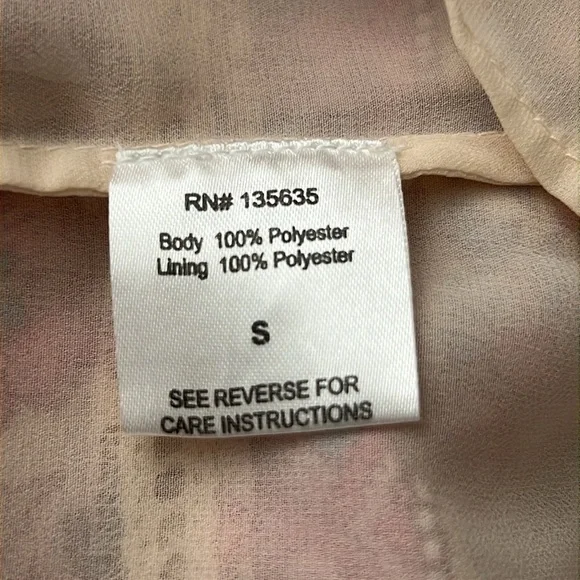 RN# 135635
Body 100% Polyester
Lining 100% Polyester
S
SEE REVERSE FOR
CARE INSTRUCTIONS